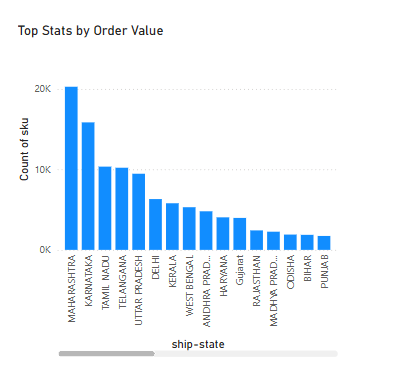 Top Stats by Order Value
20K
10K
0K
Count of sku
MAHARASHTRA
KARNATAKA
TAMIL NADU
TELANGANA
UTTAR PRADESH
DELHI
KERALA
WEST BENGAL
ANDHRA PRAD...
HARYANA
Gujarat
RAJASTHAN
MADHYA PRAD...
ODISHA
BIHAR
PUNJAB
ship-state